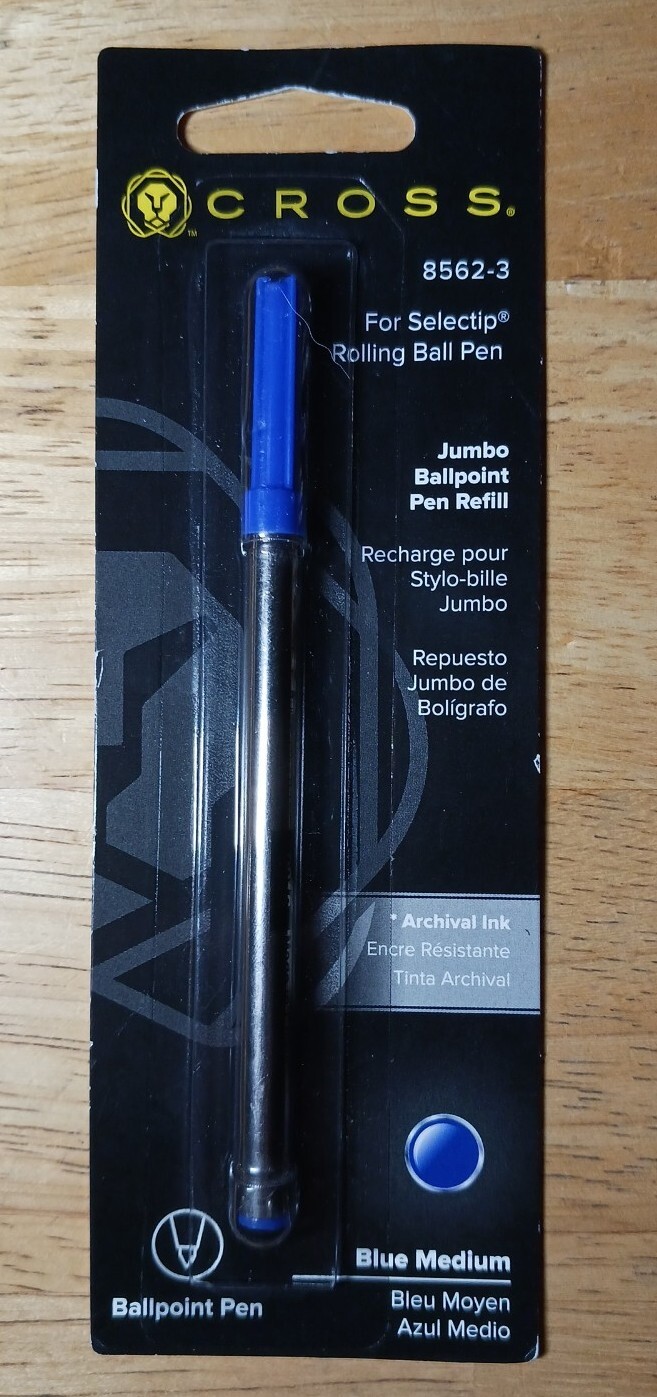 CROSS®
™
8562-3
For Selectip®
Rolling Ball Pen
Jumbo
Ballpoint
Pen Refill
Recharge pour
Stylo-bille
Jumbo
Repuesto
Jumbo de
Bolígrafo
* Archival Ink
Encre Résistante
Tinta Archival
Blue Medium
Bleu Moyen
Azul Medio
Ballpoint Pen